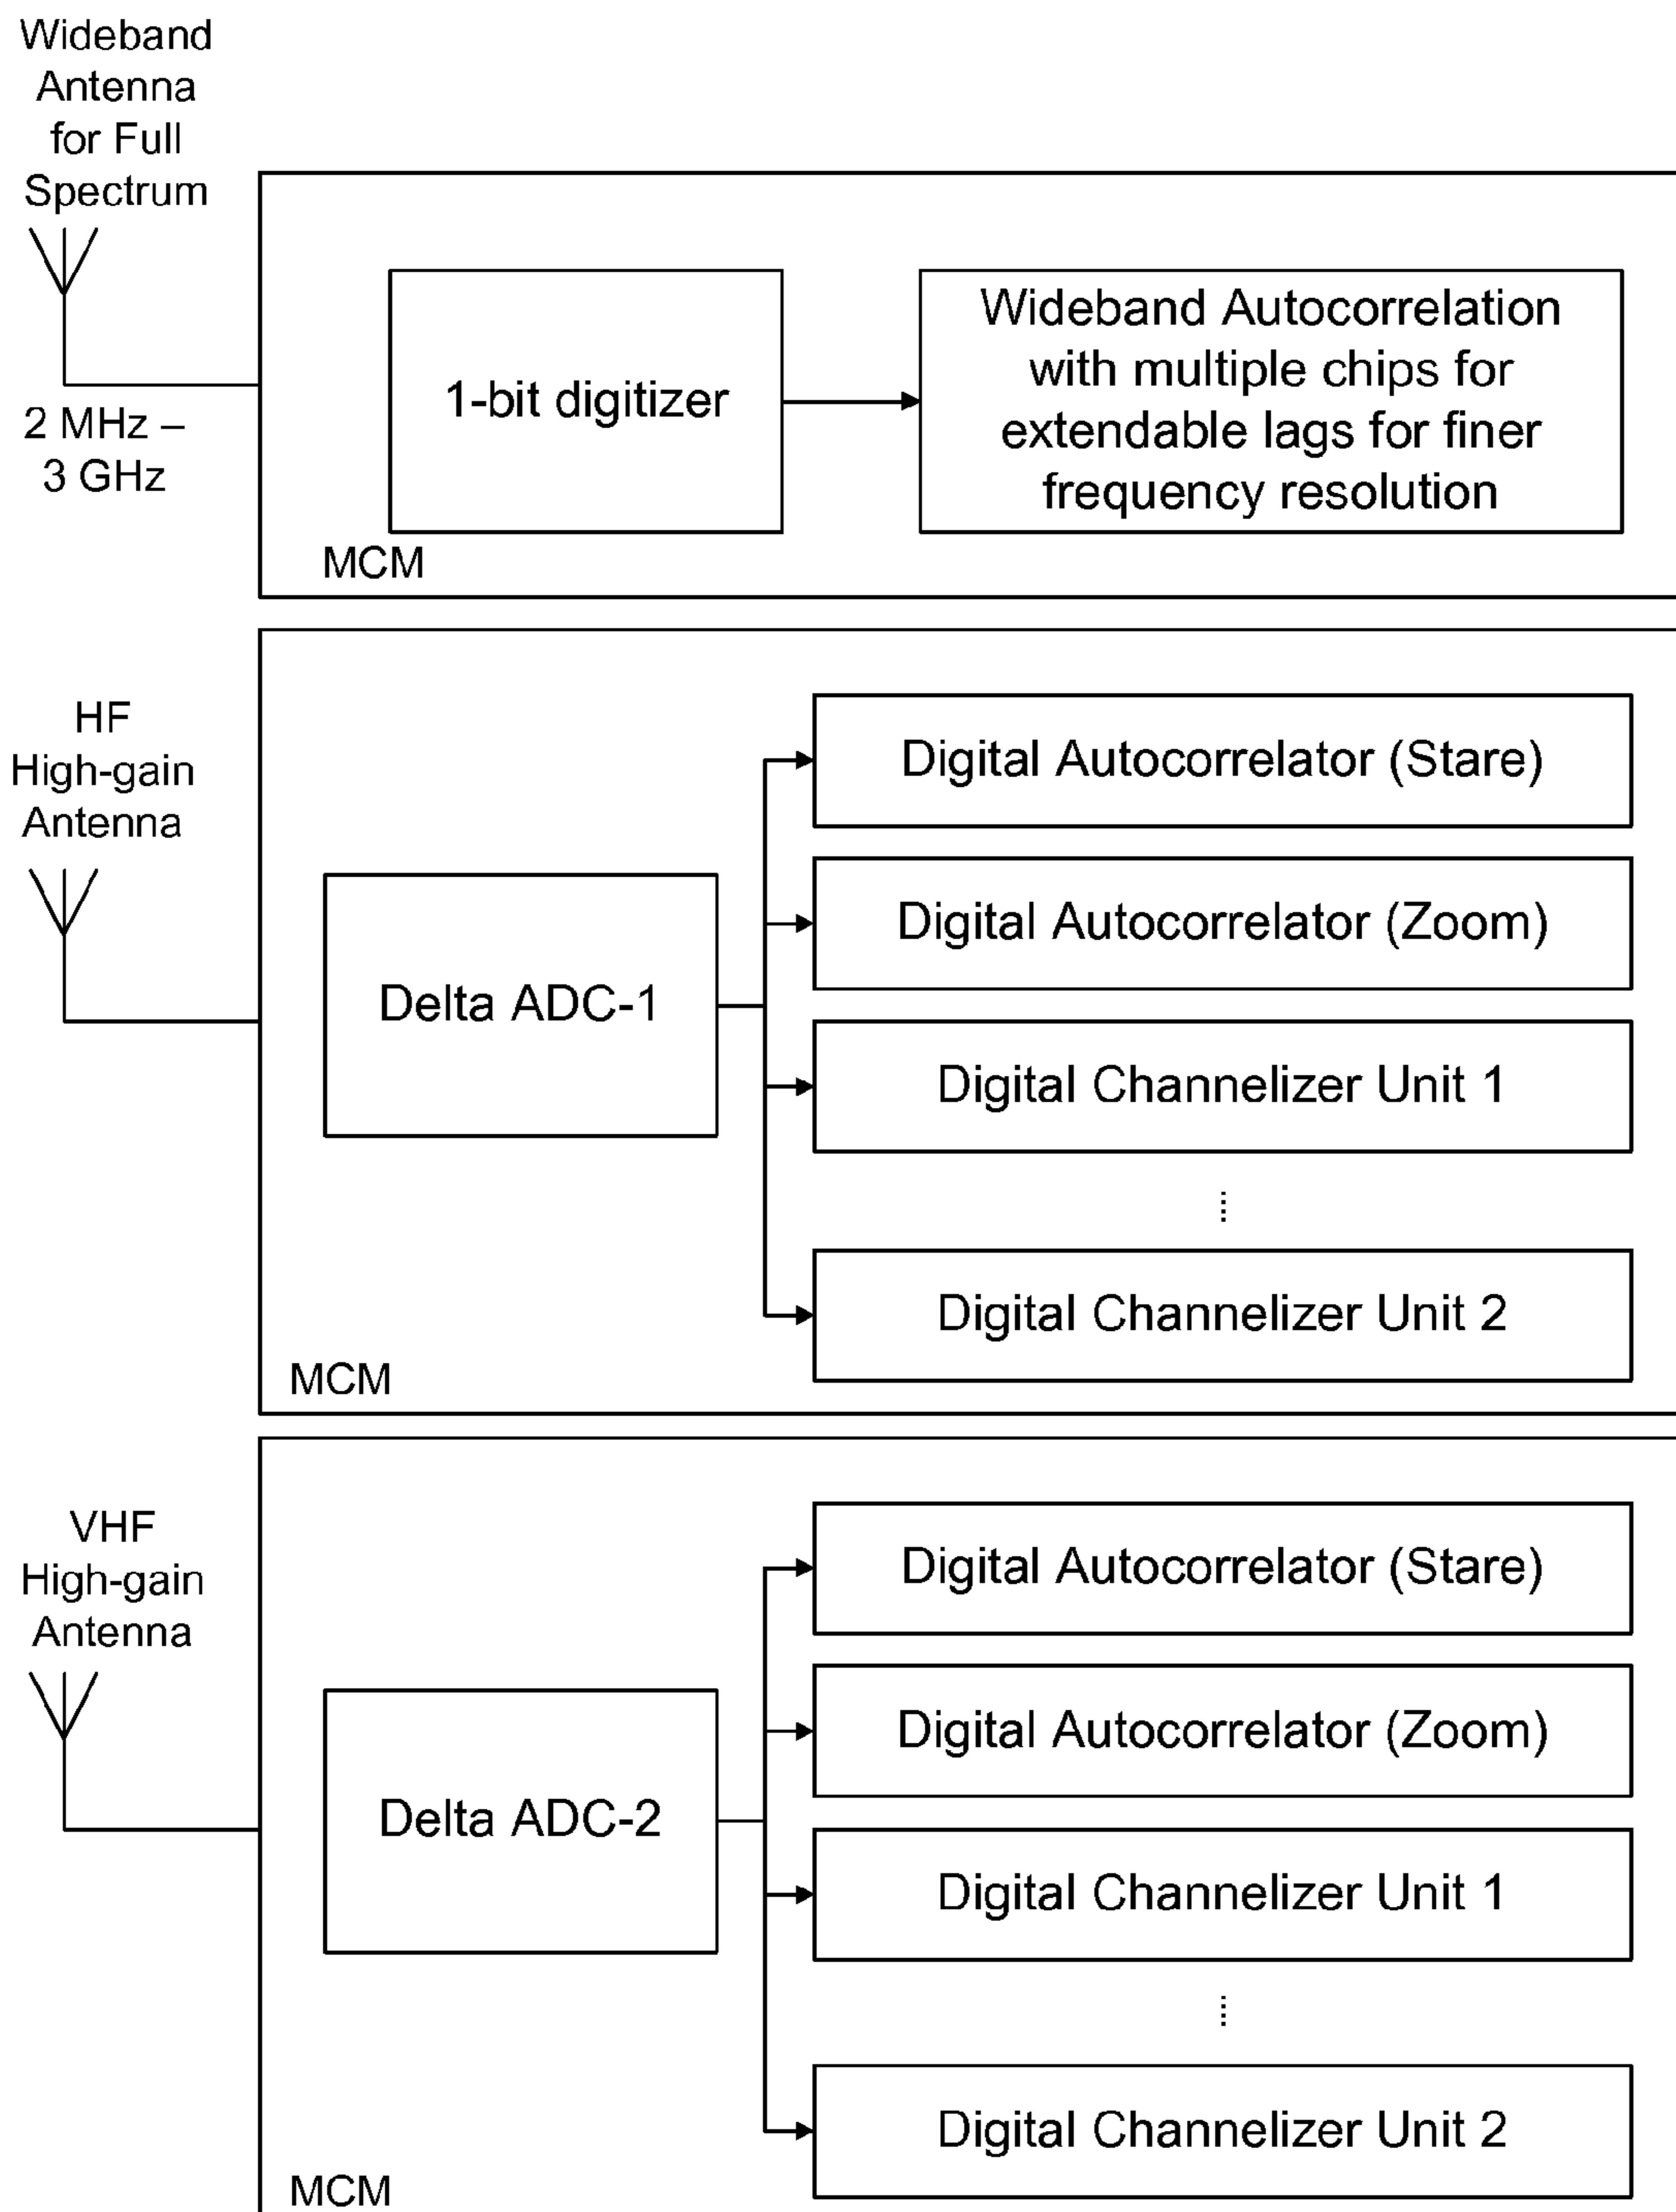 Wideband
Antenna
for Full
Spectrum
2 MHz –
3 GHz
1-bit digitizer
Wideband Autocorrelation
with multiple chips for
extendable lags for finer
frequency resolution
MCM
HF
High-gain
Antenna
Delta ADC-1
Digital Autocorrelator (Stare)
Digital Autocorrelator (Zoom)
Digital Channelizer Unit 1
Digital Channelizer Unit 2
MCM
VHF
High-gain
Antenna
Delta ADC-2
Digital Autocorrelator (Stare)
Digital Autocorrelator (Zoom)
Digital Channelizer Unit 1
Digital Channelizer Unit 2
MCM